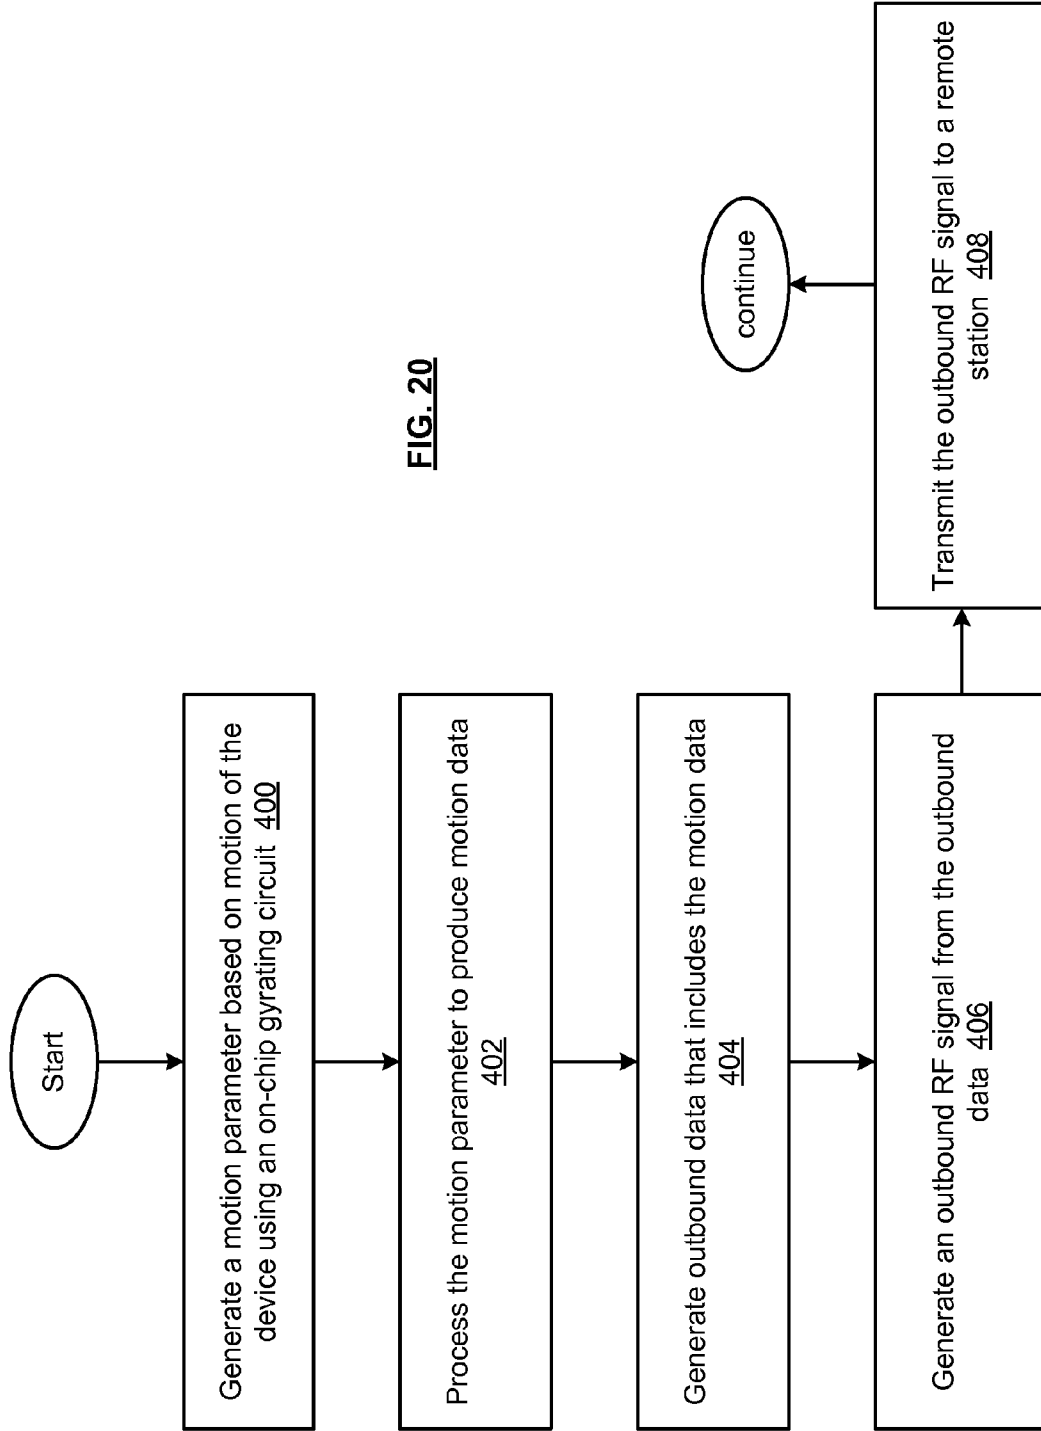 Start
Generate a motion parameter based on motion of the
device using an on-chip gyrating circuit 400
Process the motion parameter to produce motion data
402
Generate outbound data that includes the motion data
404
Generate an outbound RF signal from the outbound
data 406
Transmit the outbound RF signal to a remote
station 408
continue
FIG. 20